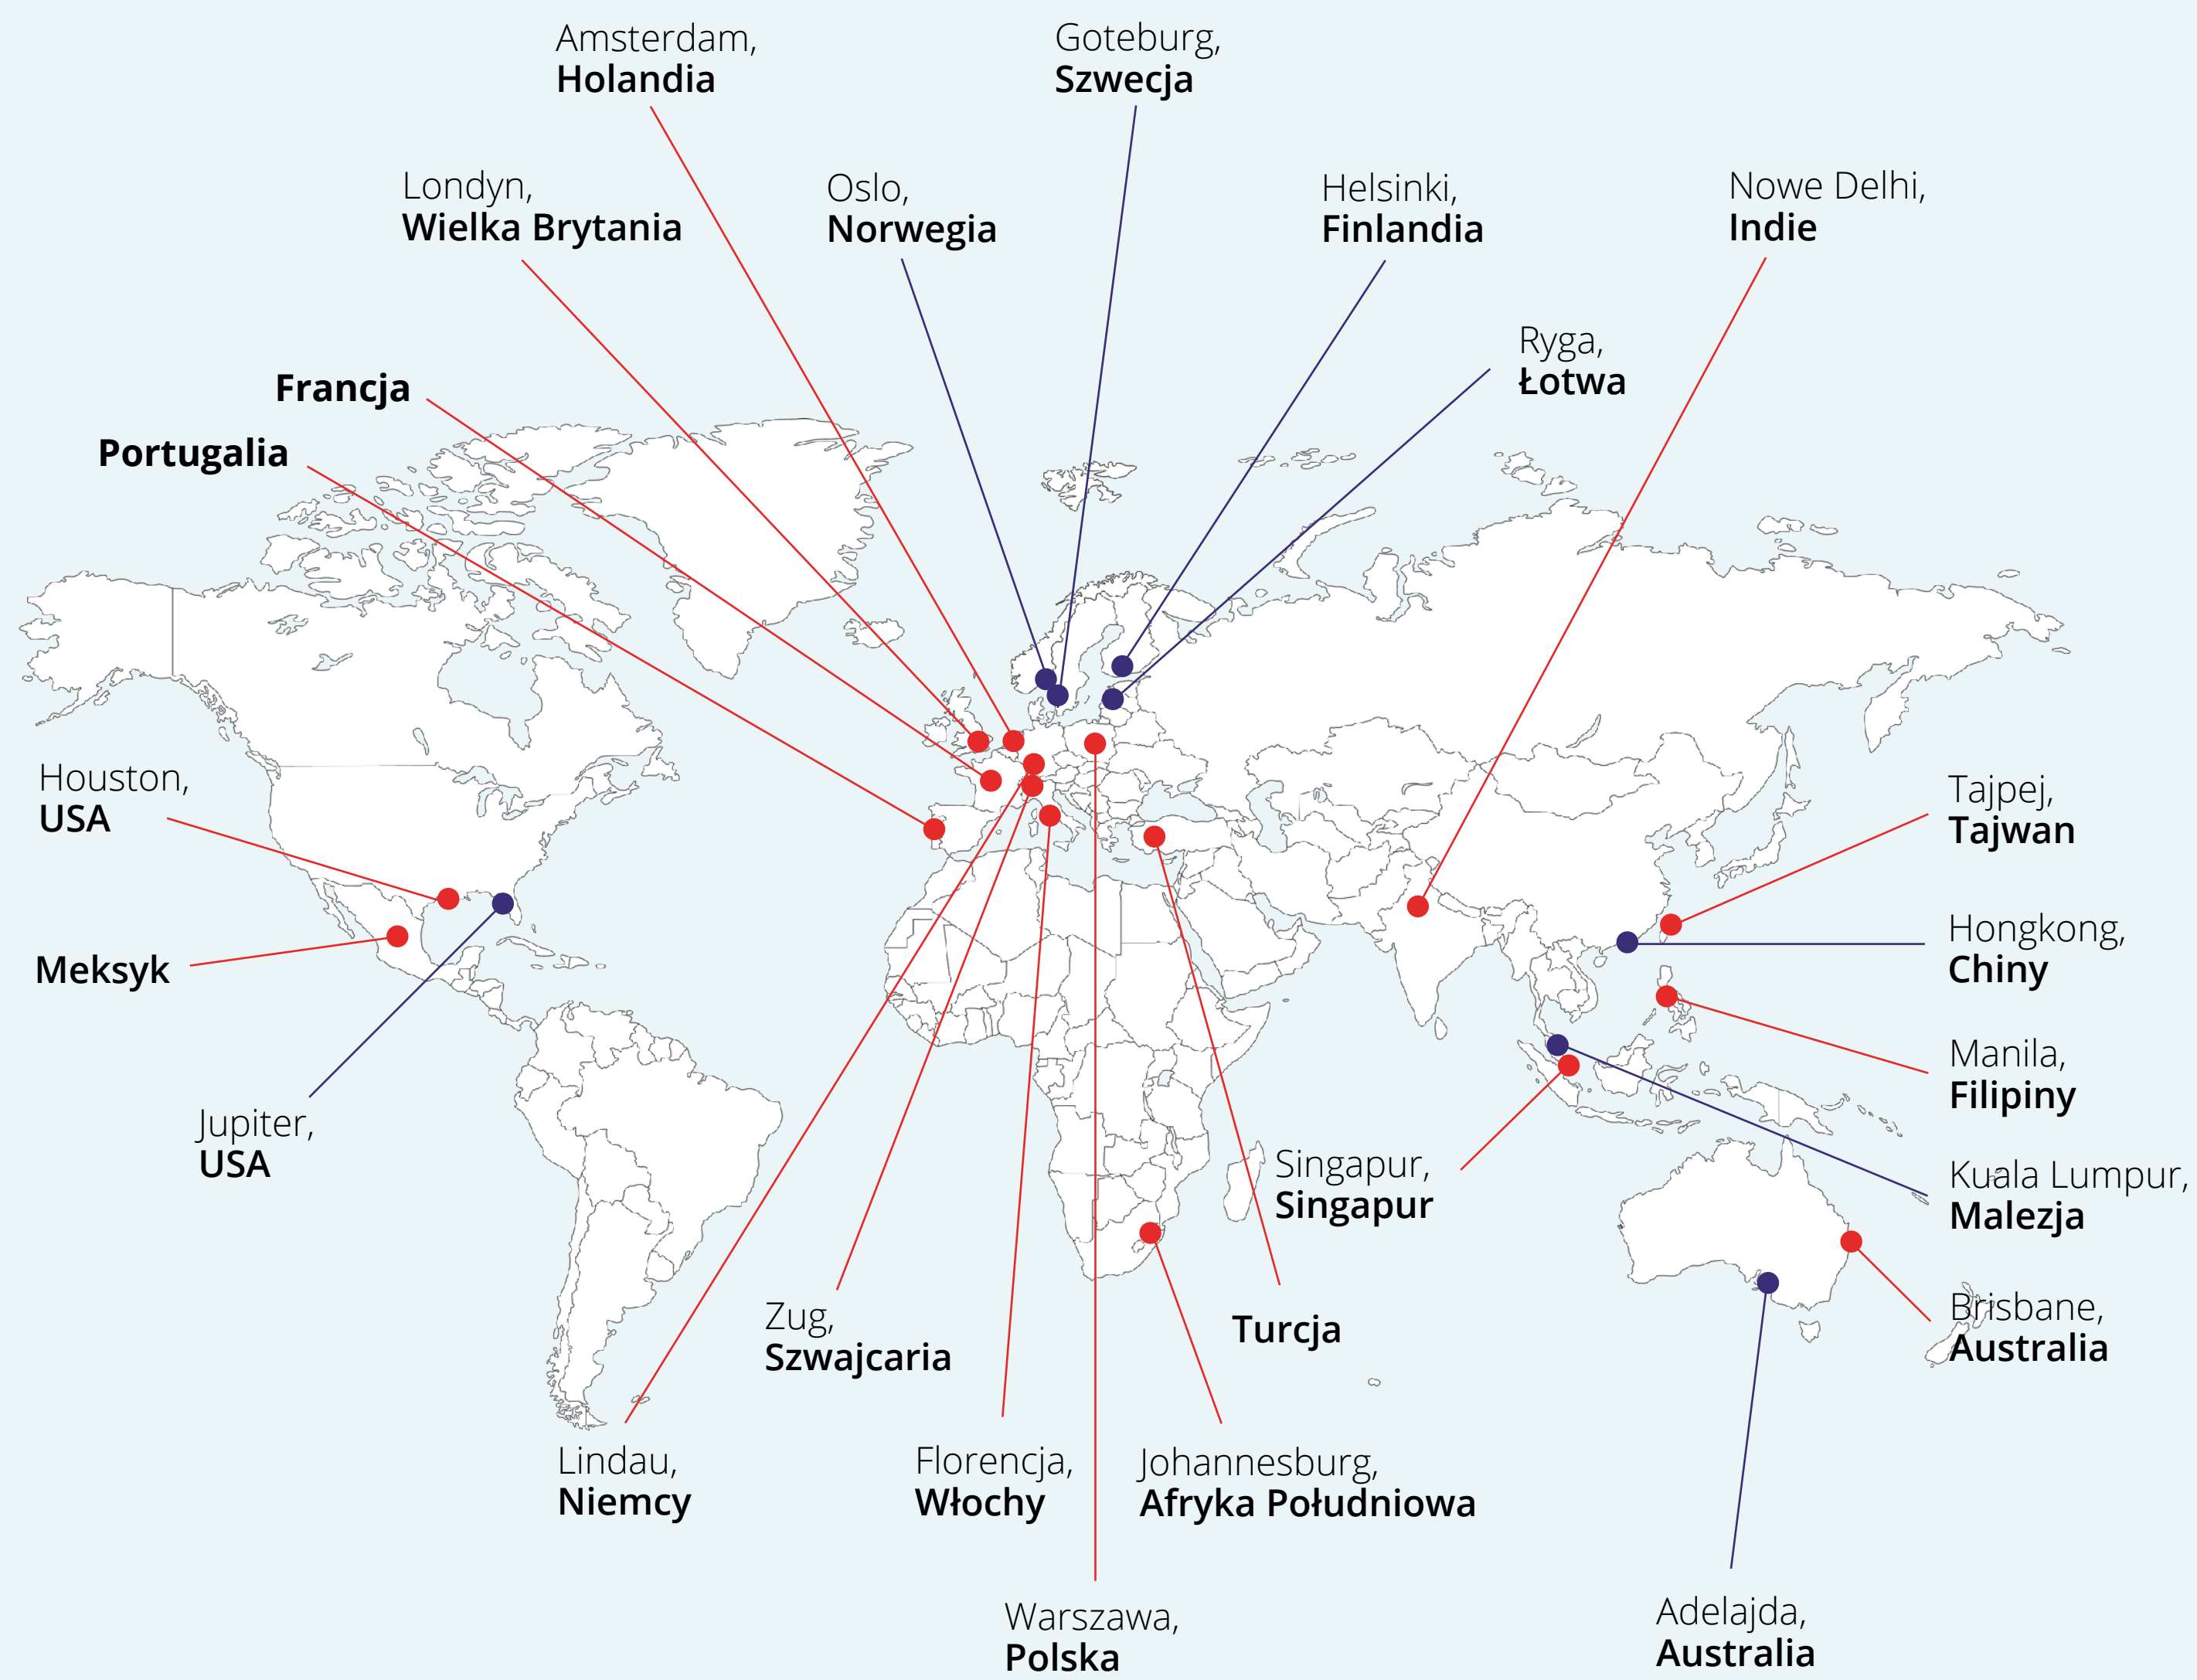 Amsterdam,
Holandia
Goteburg,
Szwecja
Londyn,
Wielka Brytania
Oslo,
Norwegia
Helsinki,
Finlandia
Nowe Delhi,
Indie
Ryga,
Łotwa
Francja
Portugalia
Houston,
USA
Tajpej,
Tajwan
Meksyk
Hongkong,
Chiny
Manila,
Filipiny
Jupiter,
USA
Singapur,
Singapur
Kuala Lumpur,
Malezja
Zug,
Szwajcaria
Turcja
Brisbane,
Australia
Lindau,
Niemcy
Florencja,
Włochy
Johannesburg,
Afryka Południowa
Warszawa,
Polska
Adelajda,
Australia